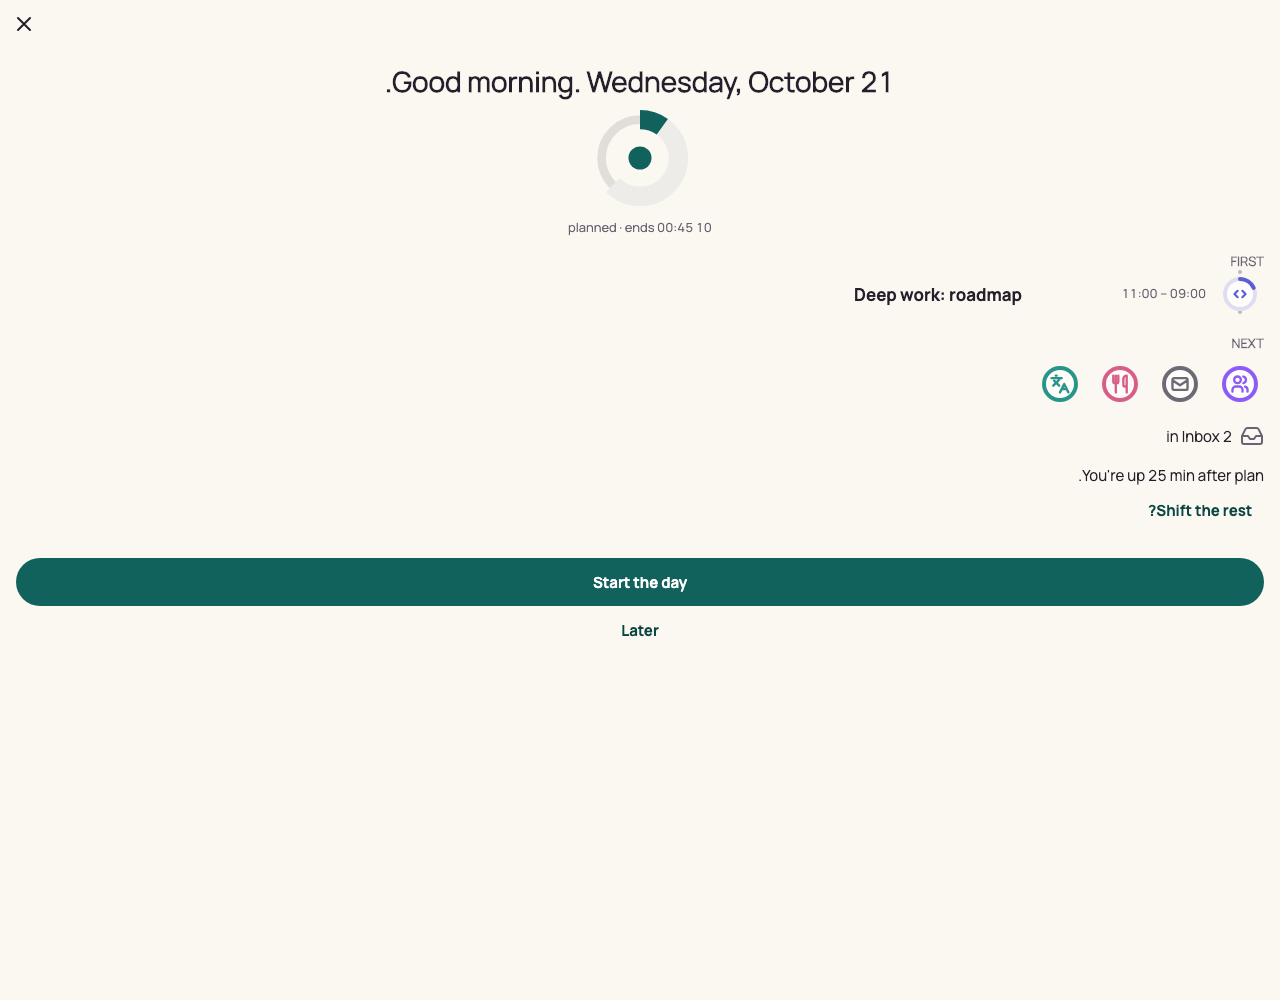 .Good morning. Wednesday, October 21
planned · ends 00:45 10
FIRST
11:00 – 09:00
Deep work: roadmap
NEXT
in Inbox 2
.You're up 25 min after plan
?Shift the rest
Start the day
Later